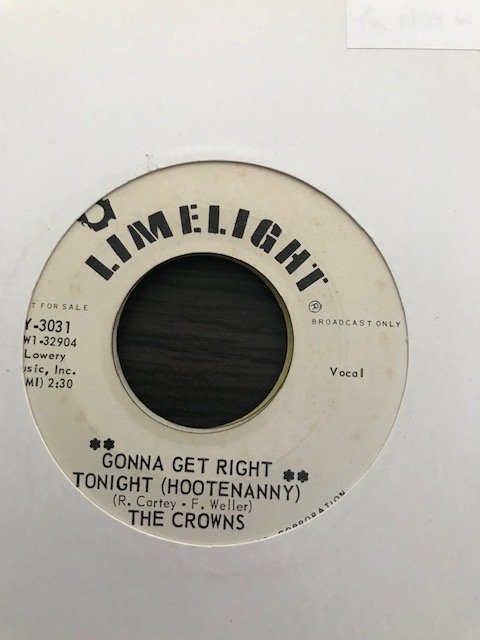 LIMELIGHT
®
T FOR SALE
BROADCAST ONLY
Y-3031
W1-32904
Lowery
usic, Inc.
MI) 2:30
Vocal
** GONNA GET RIGHT **
TONIGHT (HOOTENANNY)
(R. Cartey - F. Weller)
THE CROWNS
CORPORATION